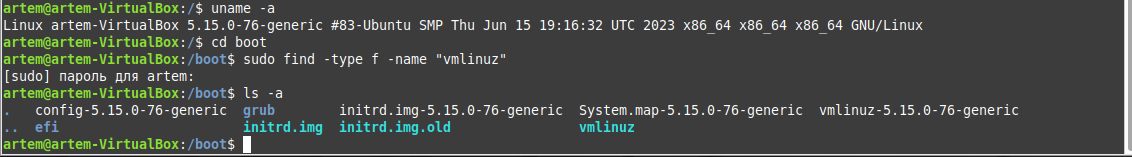 artem@artem-VirtualBox:/$ uname -a
Linux artem-VirtualBox 5.15.0-76-generic #83-Ubuntu SMP Thu Jun 15 19:16:32 UTC 2023 x86_64 x86_64 x86_64 GNU/Linux
artem@artem-VirtualBox:/$ cd boot
artem@artem-VirtualBox:/boot$ sudo find -type f -name "vmlinuz"
[sudo] пароль для artem:
artem@artem-VirtualBox:/boot$ ls -a
.   config-5.15.0-76-generic  grub        initrd.img-5.15.0-76-generic  System.map-5.15.0-76-generic  vmlinuz-5.15.0-76-generic
..  efi                       initrd.img  initrd.img.old                vmlinuz
artem@artem-VirtualBox:/boot$